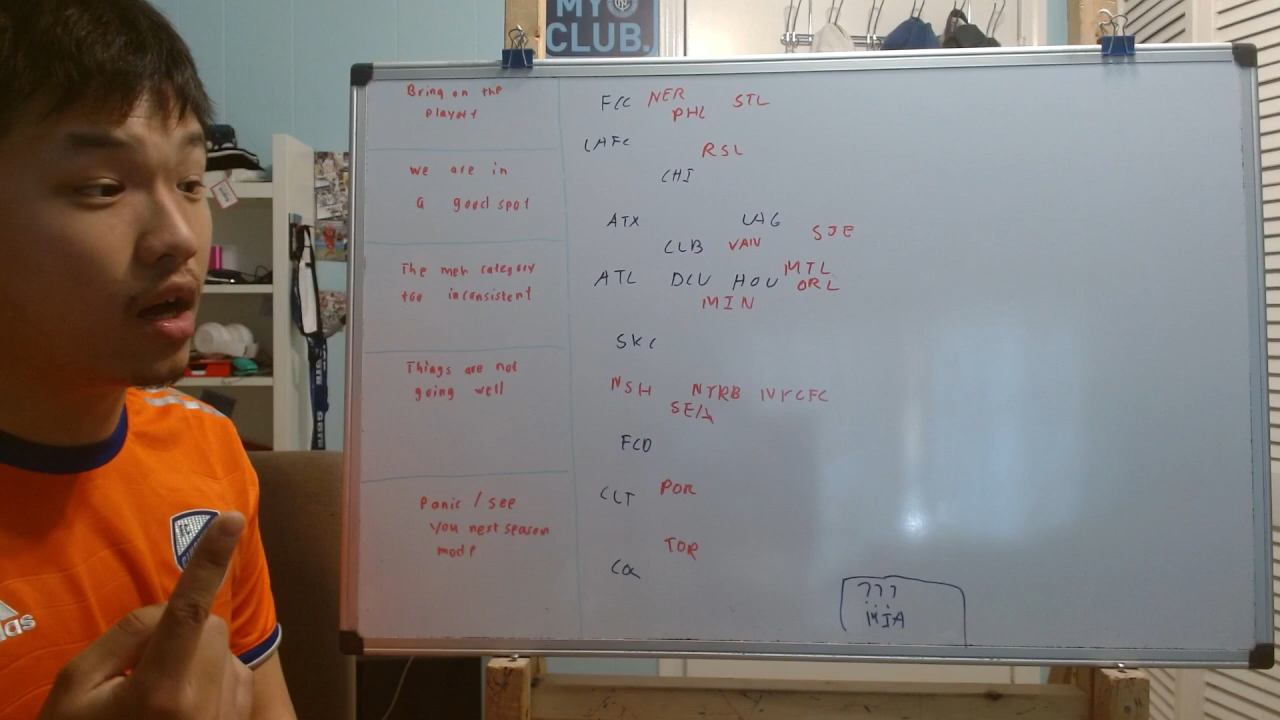 MY
CLUB.
Bring on the
playoff
FCC NER STL
PHL
LAFC
RSL
we are in
a good spot
CHI
ATX LAG
SJE
CLB VAN
The meh category
too inconsistent
MTL
ATL DCU HOU ORL
MIN
SKC
Things are not
going well
NSH NYRB NYCFC
SEA
FCD
Panic / see
you next season
mode
CLT POR
TOR
COL
???
MIA
das